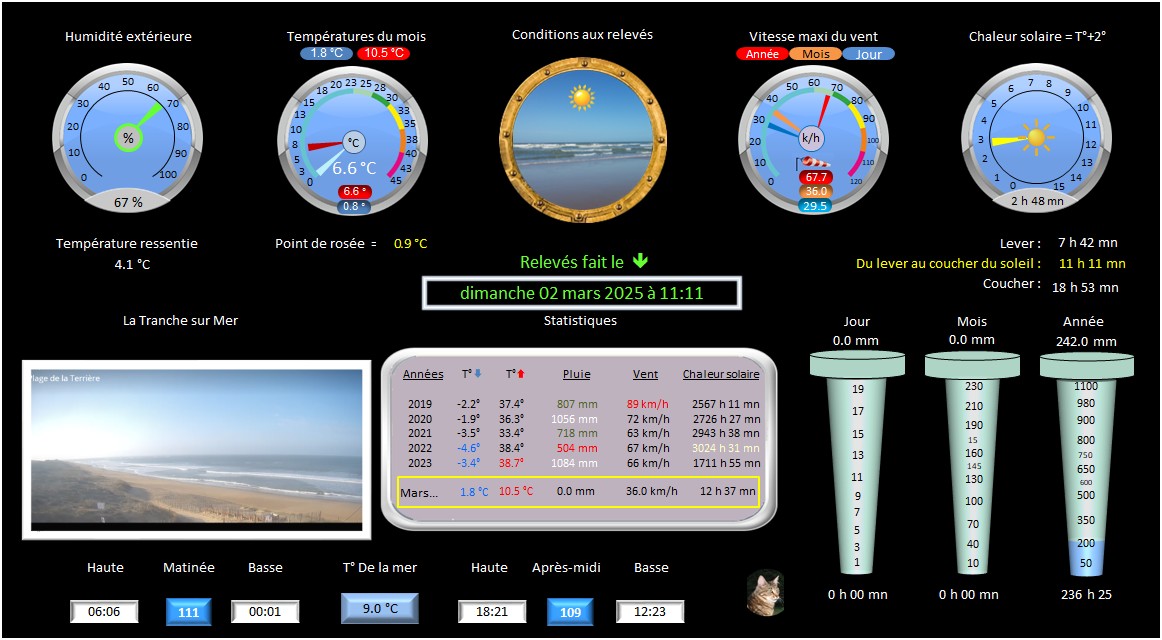 Humidité extérieure
Températures du mois
Conditions aux relevés
Vitesse maxi du vent
Chaleur solaire = T°+2°
1.8 °C 10.5 °C
Année Mois Jour
0 10 20 30 40 50 60 70 80 90 100
%
67 %
0 3 5 8 10 13 15 18 20 23 25 28 30 33 35 38 40 43 45
°C
6.6 °C
6.6 °
0.8 °
0 10 20 30 40 50 60 70 80 90 100 110 120
k/h
67.7
36.0
29.5
0 1 2 3 4 5 6 7 8 9 10 11 12 13 14 15
2 h 48 mn
Température ressentie
4.1 °C
Point de rosée = 0.9 °C
Lever : 7 h 42 mn
Du lever au coucher du soleil : 11 h 11 mn
Coucher : 18 h 53 mn
Relevés fait le
dimanche 02 mars 2025 à 11:11
La Tranche sur Mer
Statistiques
Plage de la Terrière
Années T° T° Pluie Vent Chaleur solaire
2019 -2.2° 37.4° 807 mm 89 km/h 2567 h 11 mn
2020 -1.9° 36.3° 1056 mm 72 km/h 2726 h 27 mn
2021 -3.5° 33.4° 718 mm 63 km/h 2943 h 38 mn
2022 -4.6° 38.4° 504 mm 67 km/h 3024 h 31 mn
2023 -3.4° 38.7° 1084 mm 66 km/h 1711 h 55 mn
Mars... 1.8 °C 10.5 °C 0.0 mm 36.0 km/h 12 h 37 mn
Jour
0.0 mm
19
17
15
13
11
9
7
5
3
1
0 h 00 mn
Mois
0.0 mm
230
210
190
15
160
145
130
100
70
40
10
0 h 00 mn
Année
242.0 mm
1100
980
900
800
750
650
600
500
350
200
50
236 h 25
Haute Matinée Basse T° De la mer Haute Après-midi Basse
06:06 111 00:01 9.0 °C 18:21 109 12:23